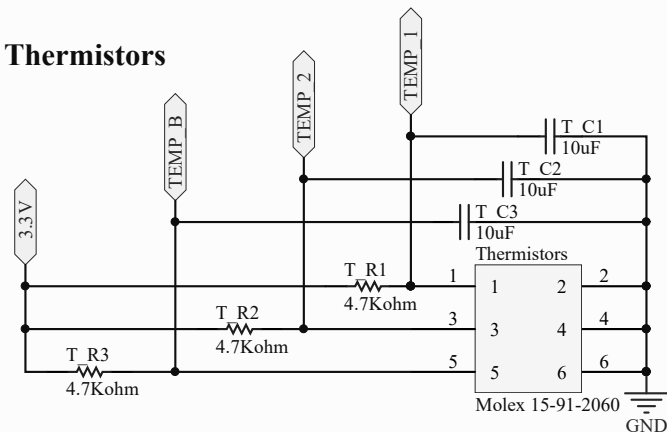 Thermistors
TEMP_1
TEMP_2
TEMP_B
3.3V
T_C1
10uF
T_C2
10uF
T_C3
10uF
Thermistors
T_R1
4.7Kohm
1
1
2
2
T_R2
4.7Kohm
3
3
4
4
T_R3
4.7Kohm
5
5
6
6
Molex 15-91-2060
GND